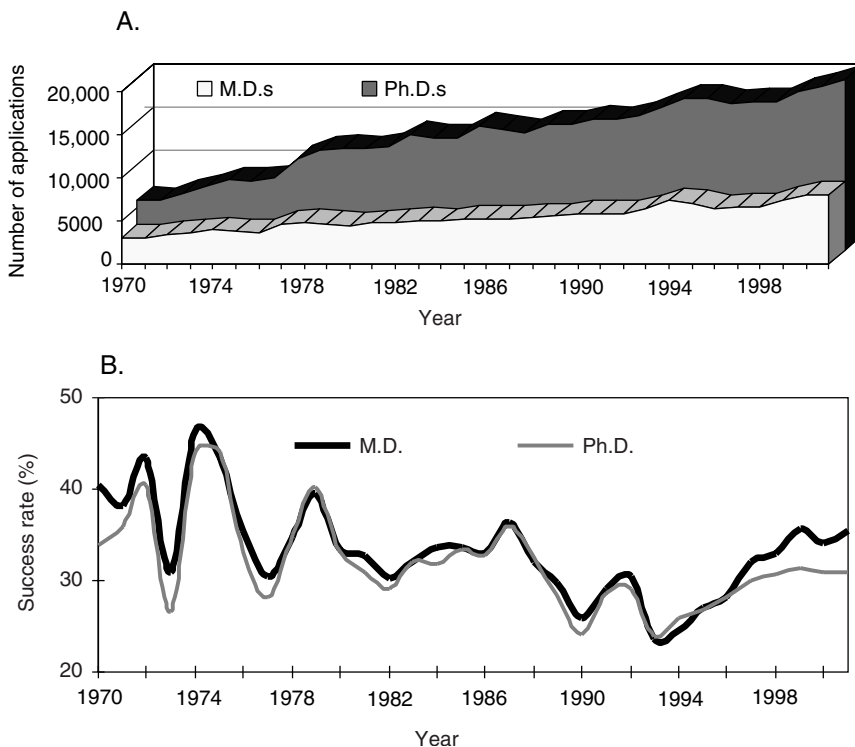 A.
Number of applications
20,000
15,000
10,000
5000
0
M.D.s
Ph.D.s
1970 1974 1978 1982 1986 1990 1994 1998
Year
B.
Success rate (%)
50
40
30
20
M.D.
Ph.D.
1970 1974 1978 1982 1986 1990 1994 1998
Year